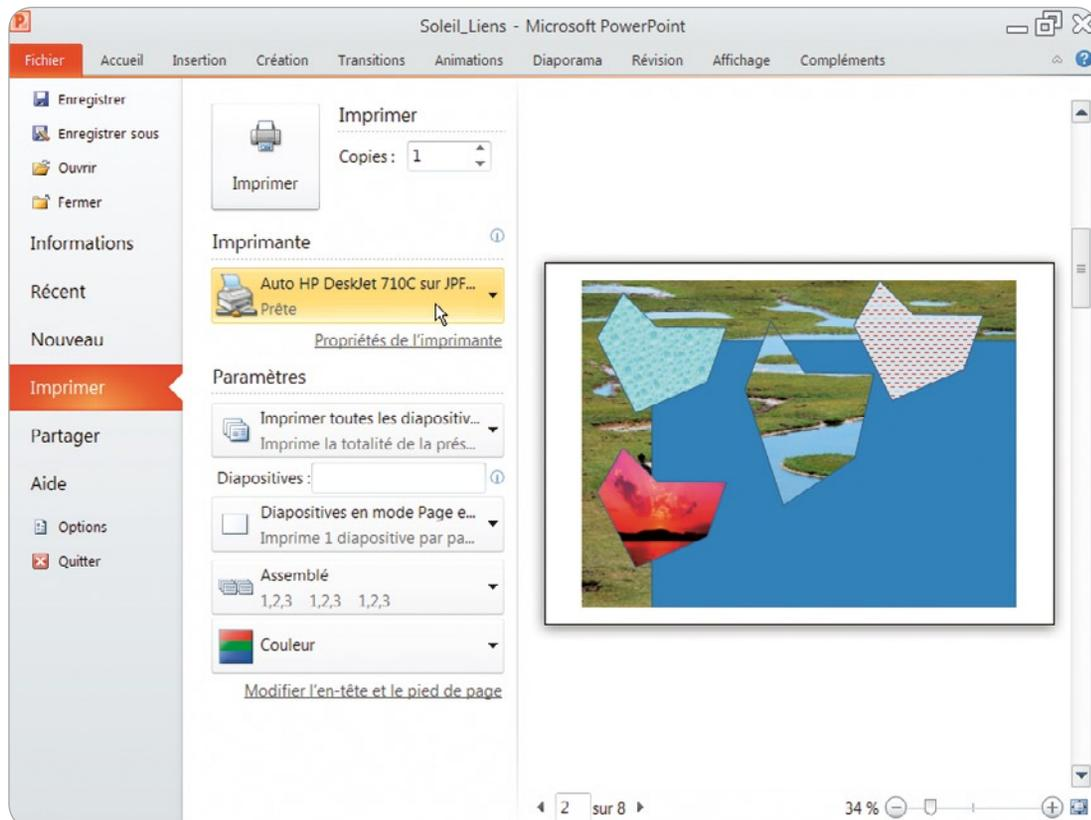 Soleil_Liens - Microsoft PowerPoint
Fichier Accueil Insertion Création Transitions Animations Diaporama Révision Affichage Compléments
Enregistrer
Enregistrer sous
Ouvrir
Fermer
Informations
Récent
Nouveau
Imprimer
Partager
Aide
Options
Quitter
Imprimer
Imprimer
Copies : 1
Imprimante
Auto HP DeskJet 710C sur JPF...
Prête
Propriétés de l'imprimante
Paramètres
Imprimer toutes les diapositiv...
Imprime la totalité de la prés...
Diapositives :
Diapositives en mode Page e...
Imprime 1 diapositive par pa...
Assemblé
1,2,3 1,2,3 1,2,3
Couleur
Modifier l'en-tête et le pied de page
2 sur 8
34 %